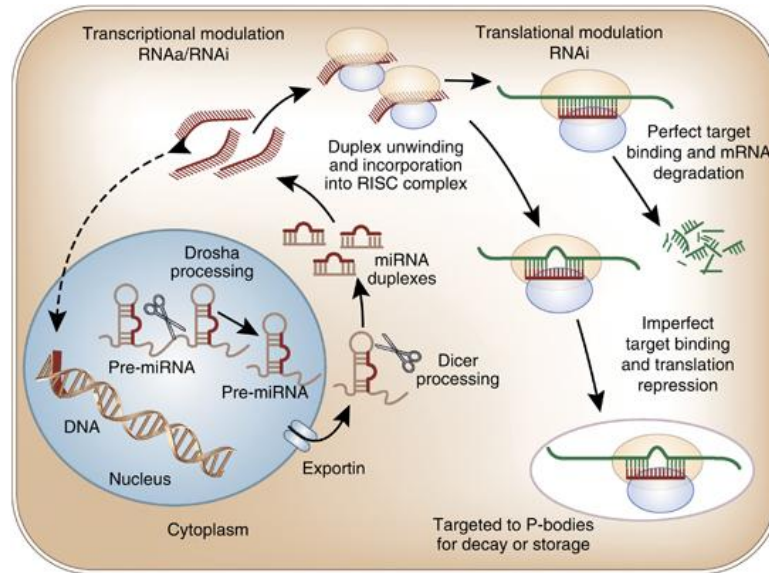 Transcriptional modulation
RNAa/RNAi
Translational modulation
RNAi
Duplex unwinding
and incorporation
into RISC complex
Perfect target
binding and mRNA
degradation
miRNA
duplexes
Drosha
processing
Pre-miRNA
Pre-miRNA
Dicer
processing
Imperfect
target binding
and translation
repression
DNA
Nucleus
Exportin
Cytoplasm
Targeted to P-bodies
for decay or storage